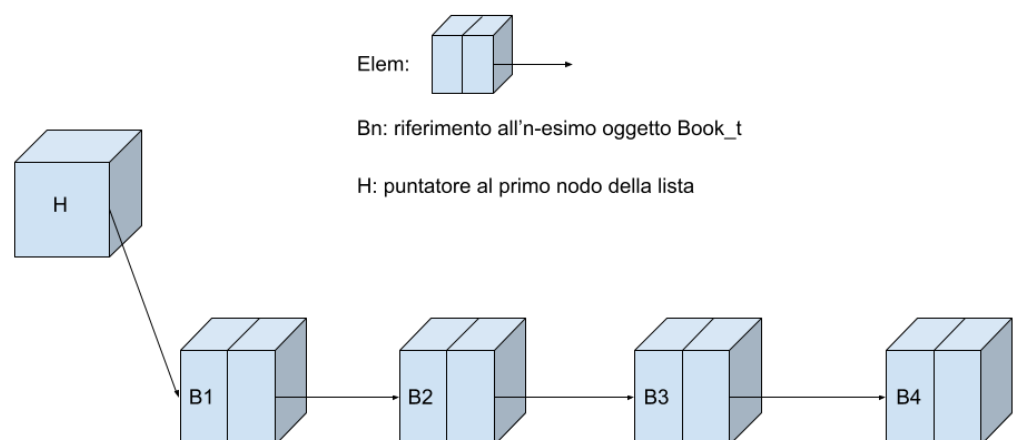 Elem:
Bn: riferimento all'n-esimo oggetto Book_t
H: puntatore al primo nodo della lista
H
B1
B2
B3
B4